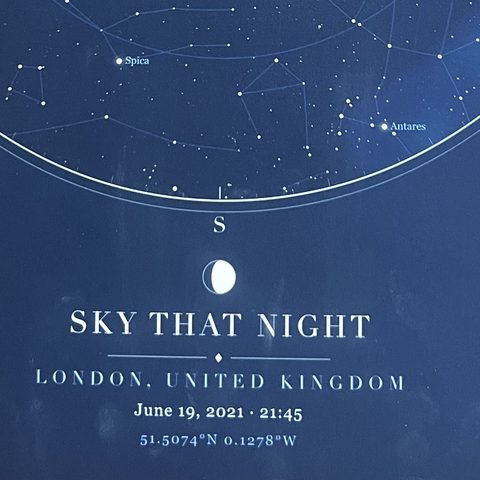 Spica
Antares
S
SKY THAT NIGHT
LONDON, UNITED KINGDOM
June 19, 2021 · 21:45
51.5074°N 0.1278°W